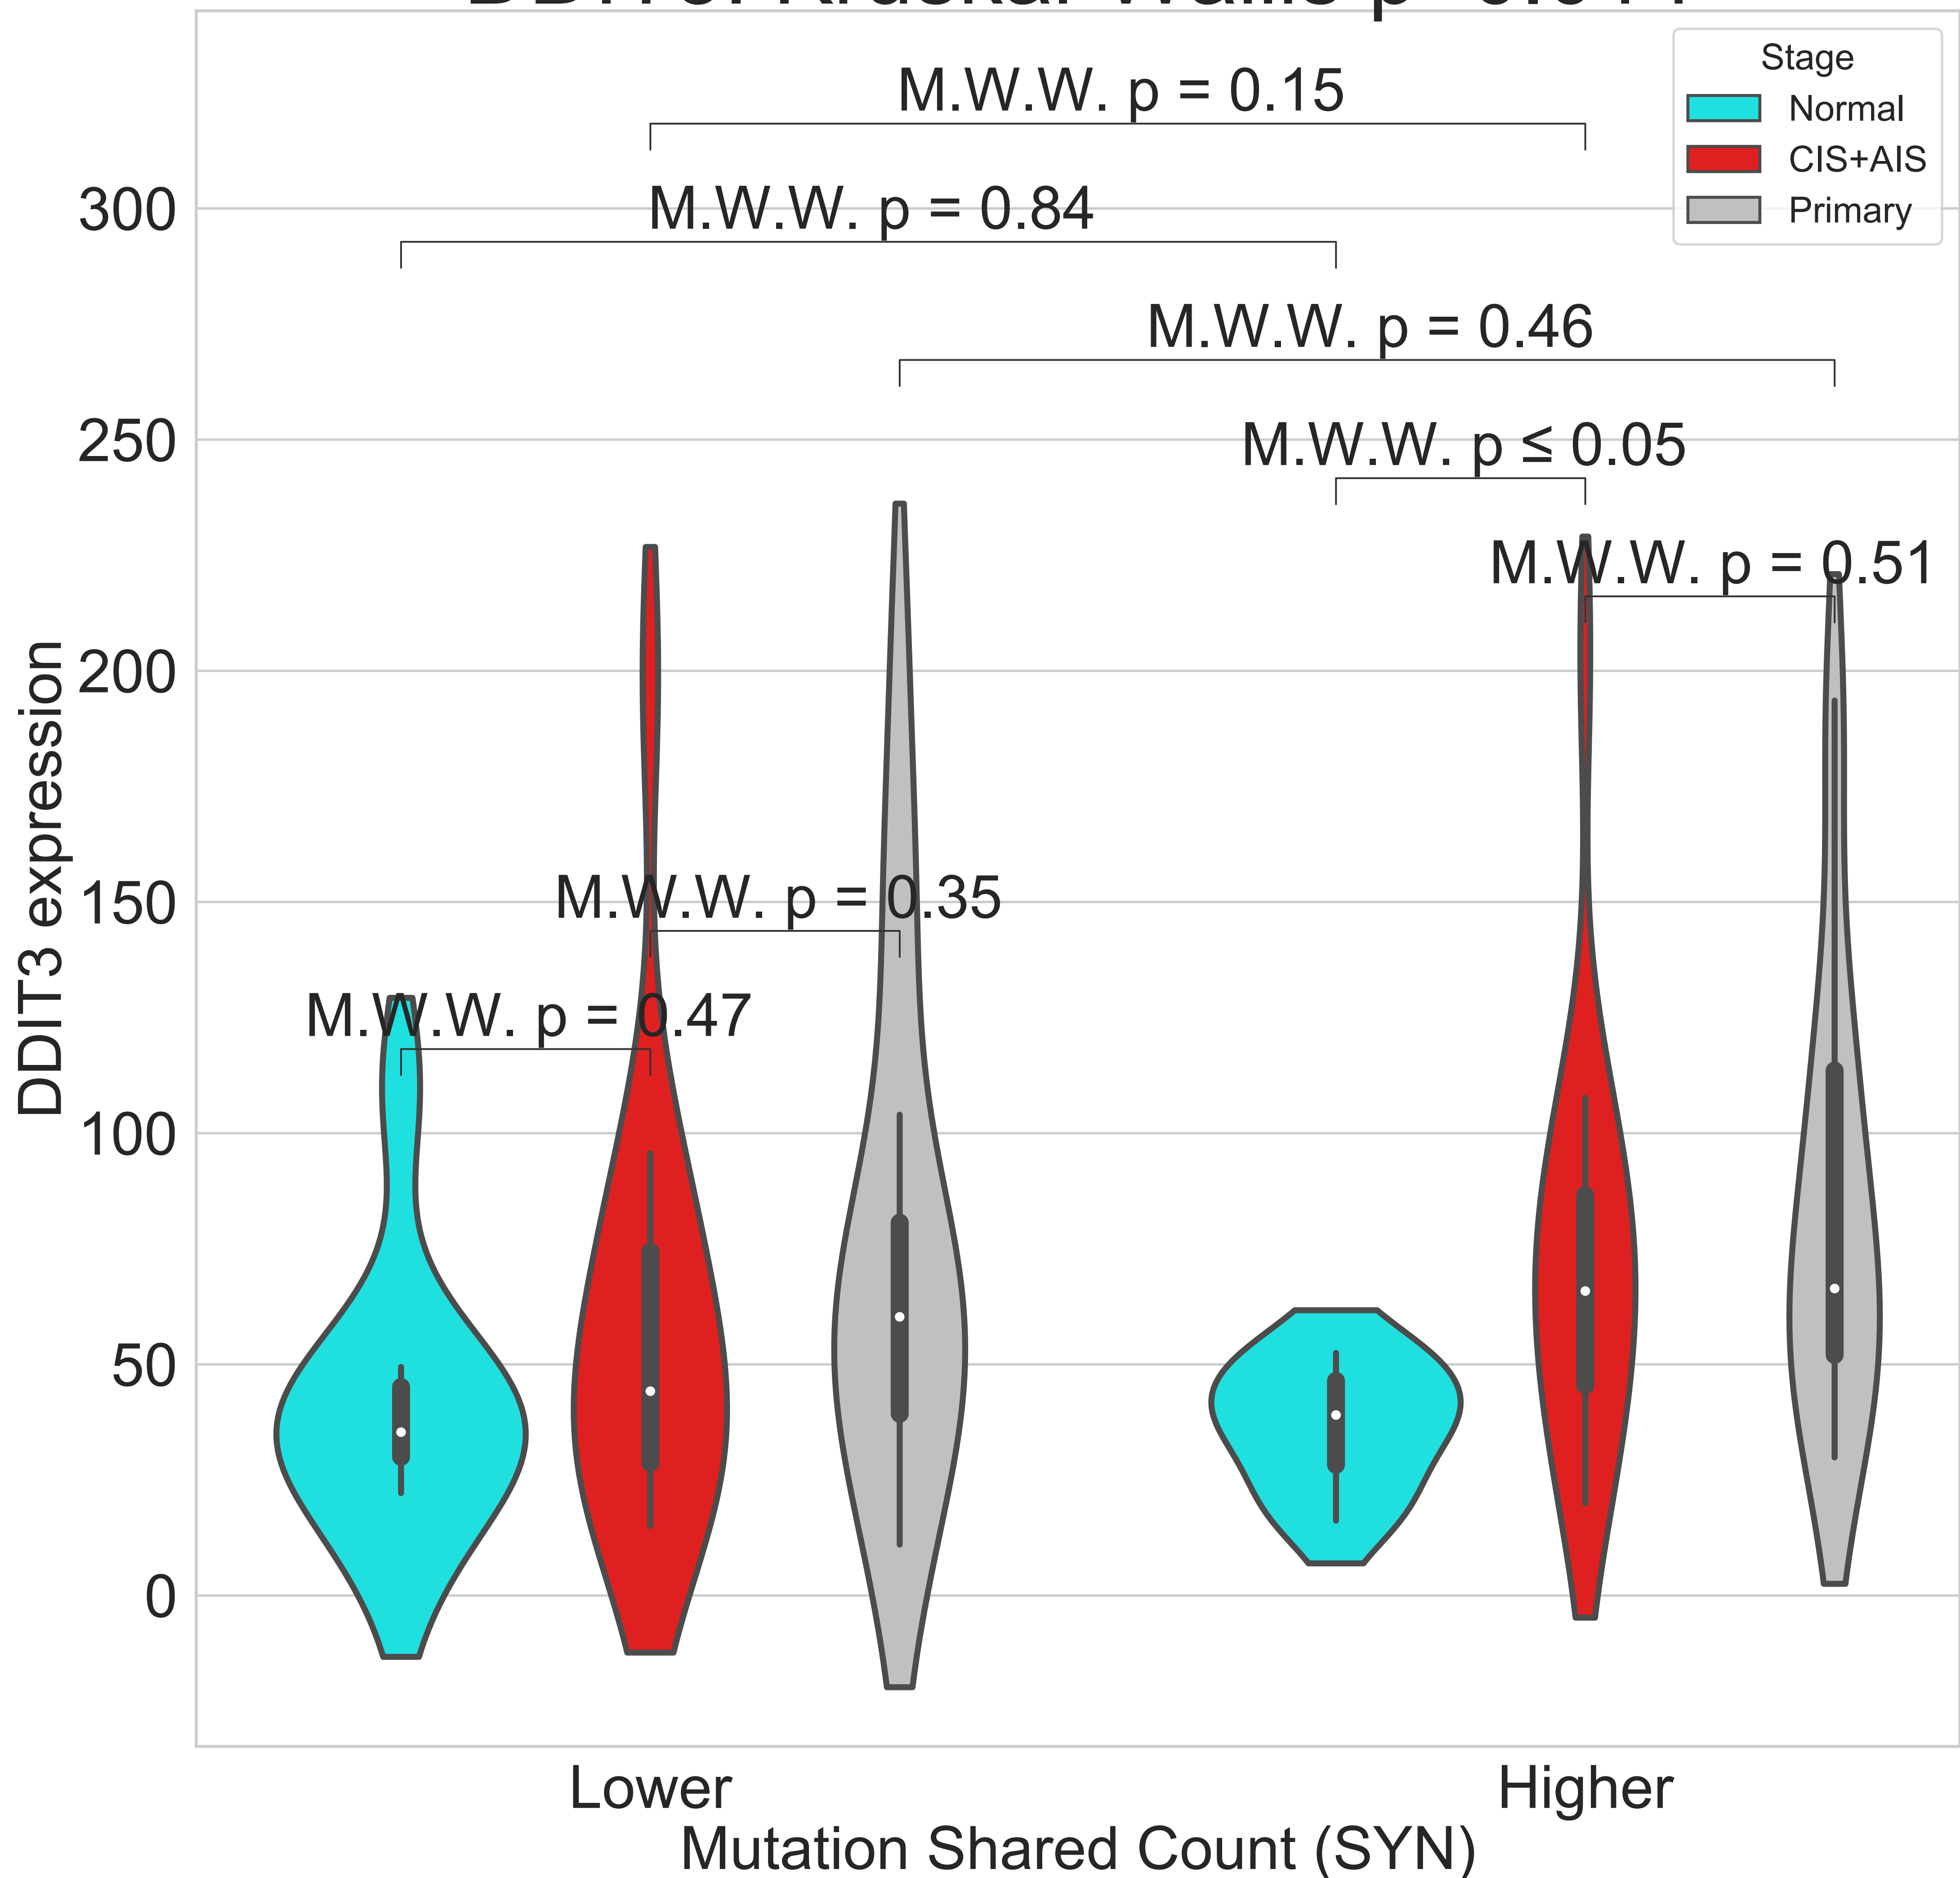 Stage
Normal
CIS+AIS
Primary
M.W.W. p = 0.15
M.W.W. p = 0.84
M.W.W. p = 0.46
M.W.W. p ≤ 0.05
M.W.W. p = 0.51
M.W.W. p = 0.35
M.W.W. p = 0.47
300
250
200
150
100
50
0
DDIT3 expression
Lower
Higher
Mutation Shared Count (SYN)